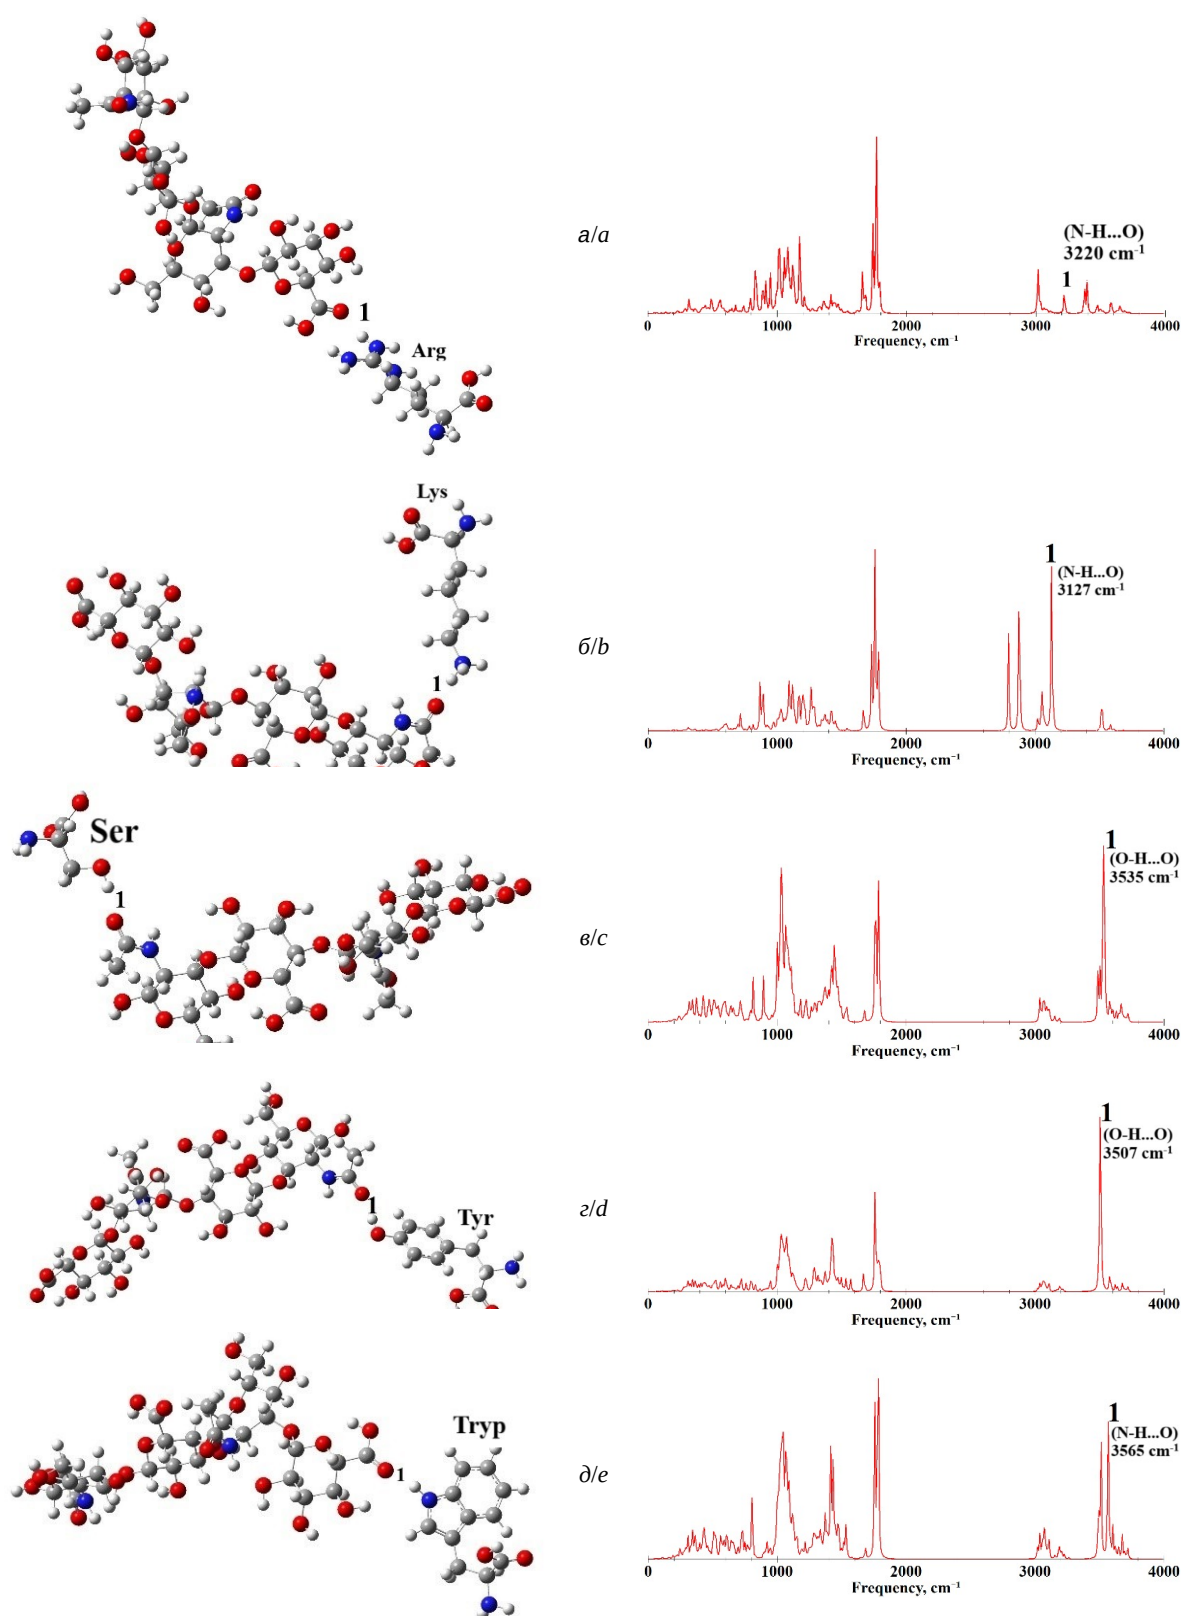 а/a
(N-H...O)
3220 cm⁻¹
1
1
Arg
0 1000 2000 3000 4000
Frequency, cm⁻¹
Lys
б/b
1
(N-H...O)
3127 cm⁻¹
1
0 1000 2000 3000 4000
Frequency, cm⁻¹
Ser
1
в/c
1
(O-H...O)
3535 cm⁻¹
0 1000 2000 3000 4000
Frequency, cm⁻¹
1
Tyr
г/d
1
(O-H...O)
3507 cm⁻¹
0 1000 2000 3000 4000
Frequency, cm⁻¹
Tryp
1
д/e
1
(N-H...O)
3565 cm⁻¹
0 1000 2000 3000 4000
Frequency, cm⁻¹